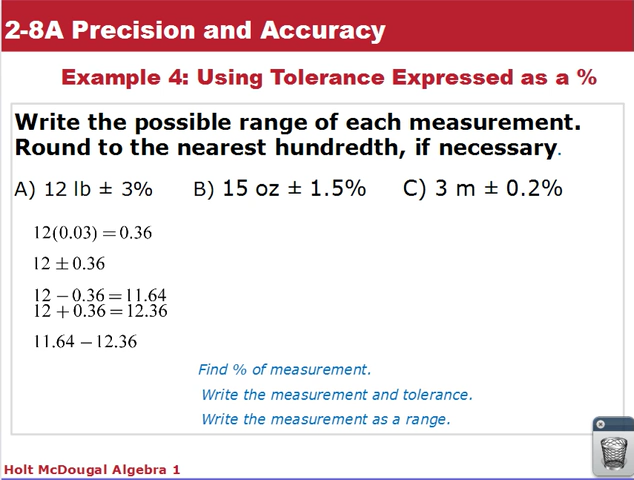 2-8A Precision and Accuracy
Example 4: Using Tolerance Expressed as a %
Write the possible range of each measurement.
Round to the nearest hundredth, if necessary.
A) 12 lb ± 3% B) 15 oz ± 1.5% C) 3 m ± 0.2%
12(0.03) = 0.36
12 ± 0.36
12 − 0.36 = 11.64
12 + 0.36 = 12.36
11.64 − 12.36
Find % of measurement.
Write the measurement and tolerance.
Write the measurement as a range.
Holt McDougal Algebra 1